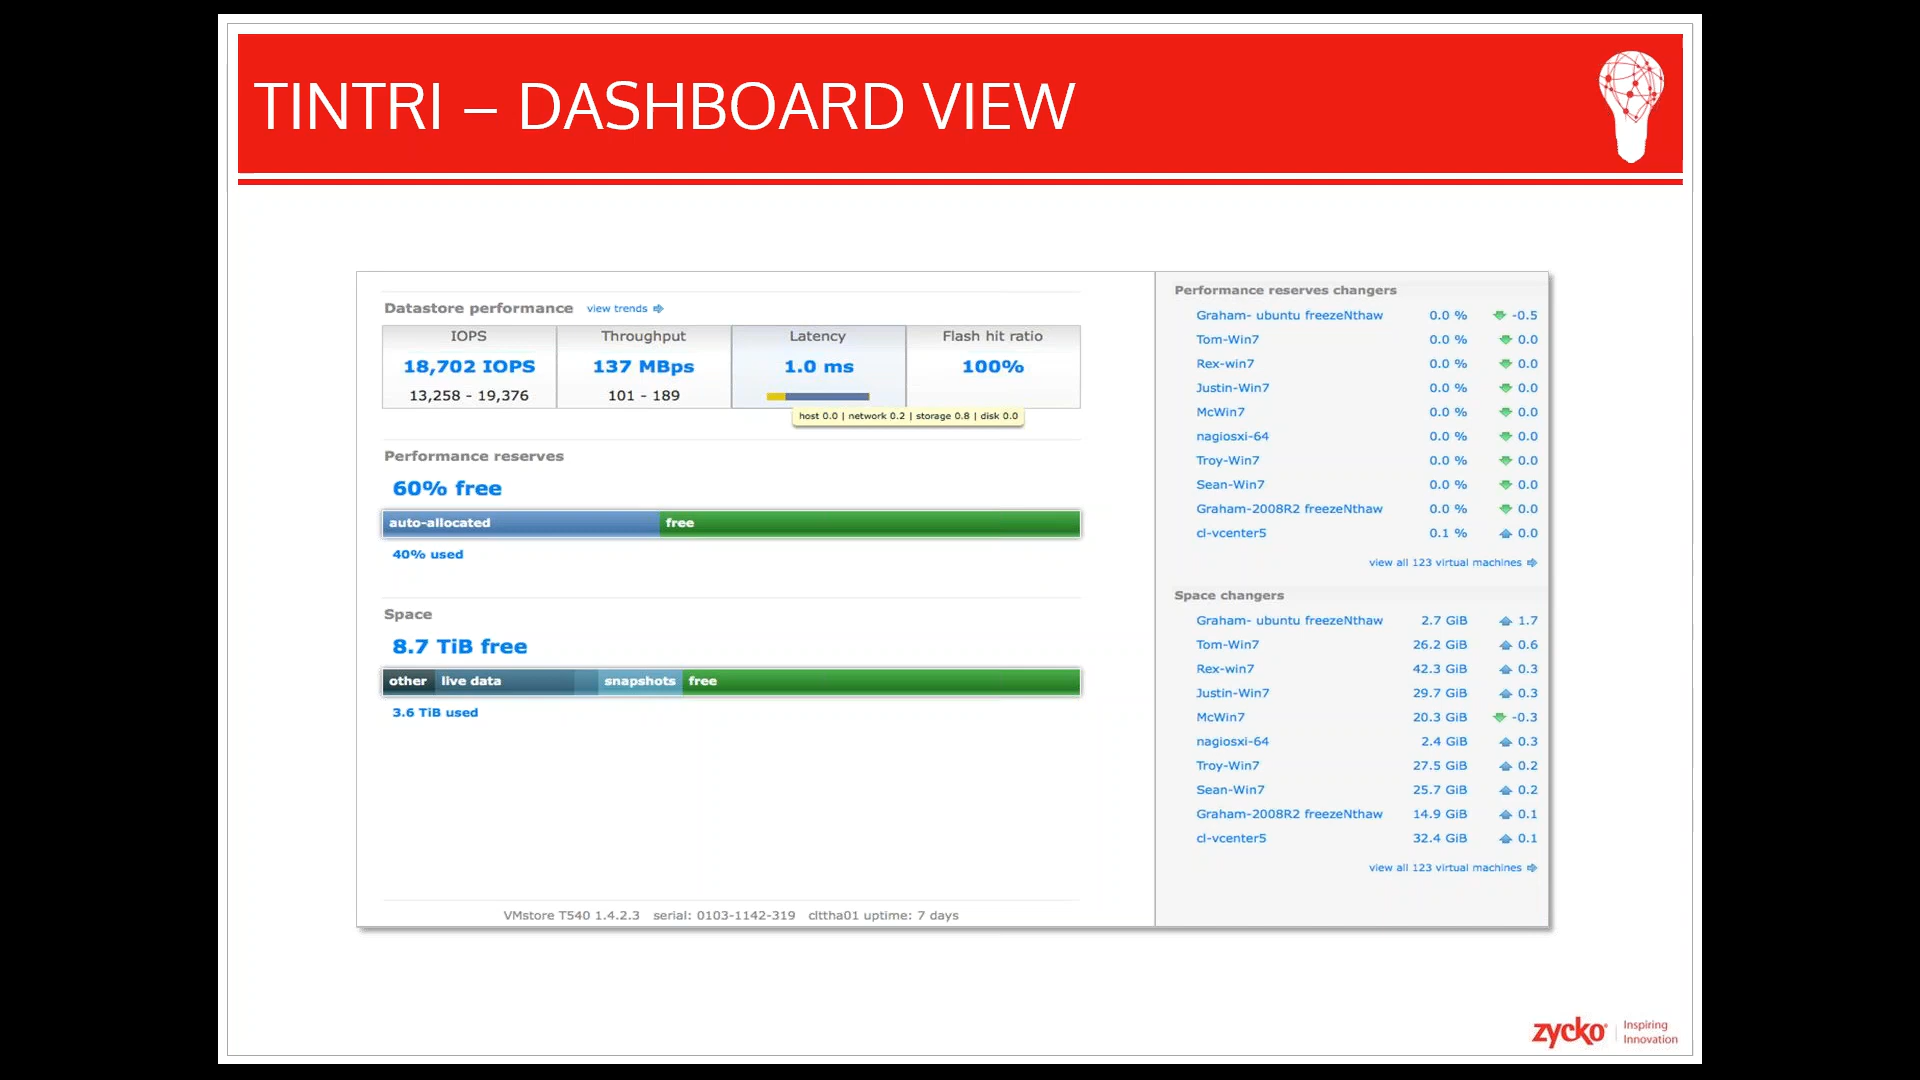 TINTRI – DASHBOARD VIEW
Datastore performance view trends
IOPS Throughput Latency Flash hit ratio
18,702 IOPS 137 MBps 1.0 ms 100%
13,258 - 19,376 101 - 189
host 0.0 | network 0.2 | storage 0.8 | disk 0.0
Performance reserves
60% free
auto-allocated free
40% used
Space
8.7 TiB free
other live data snapshots free
3.6 TiB used
VMstore T540 1.4.2.3 serial: 0103-1142-319 clttha01 uptime: 7 days
Performance reserves changers
Graham- ubuntu freezeNthaw 0.0 % -0.5
Tom-Win7 0.0 % 0.0
Rex-win7 0.0 % 0.0
Justin-Win7 0.0 % 0.0
McWin7 0.0 % 0.0
nagiosxi-64 0.0 % 0.0
Troy-Win7 0.0 % 0.0
Sean-Win7 0.0 % 0.0
Graham-2008R2 freezeNthaw 0.0 % 0.0
cl-vcenter5 0.1 % 0.0
view all 123 virtual machines
Space changers
Graham- ubuntu freezeNthaw 2.7 GiB 1.7
Tom-Win7 26.2 GiB 0.6
Rex-win7 42.3 GiB 0.3
Justin-Win7 29.7 GiB 0.3
McWin7 20.3 GiB -0.3
nagiosxi-64 2.4 GiB 0.3
Troy-Win7 27.5 GiB 0.2
Sean-Win7 25.7 GiB 0.2
Graham-2008R2 freezeNthaw 14.9 GiB 0.1
cl-vcenter5 32.4 GiB 0.1
view all 123 virtual machines
zycko
Inspiring
Innovation